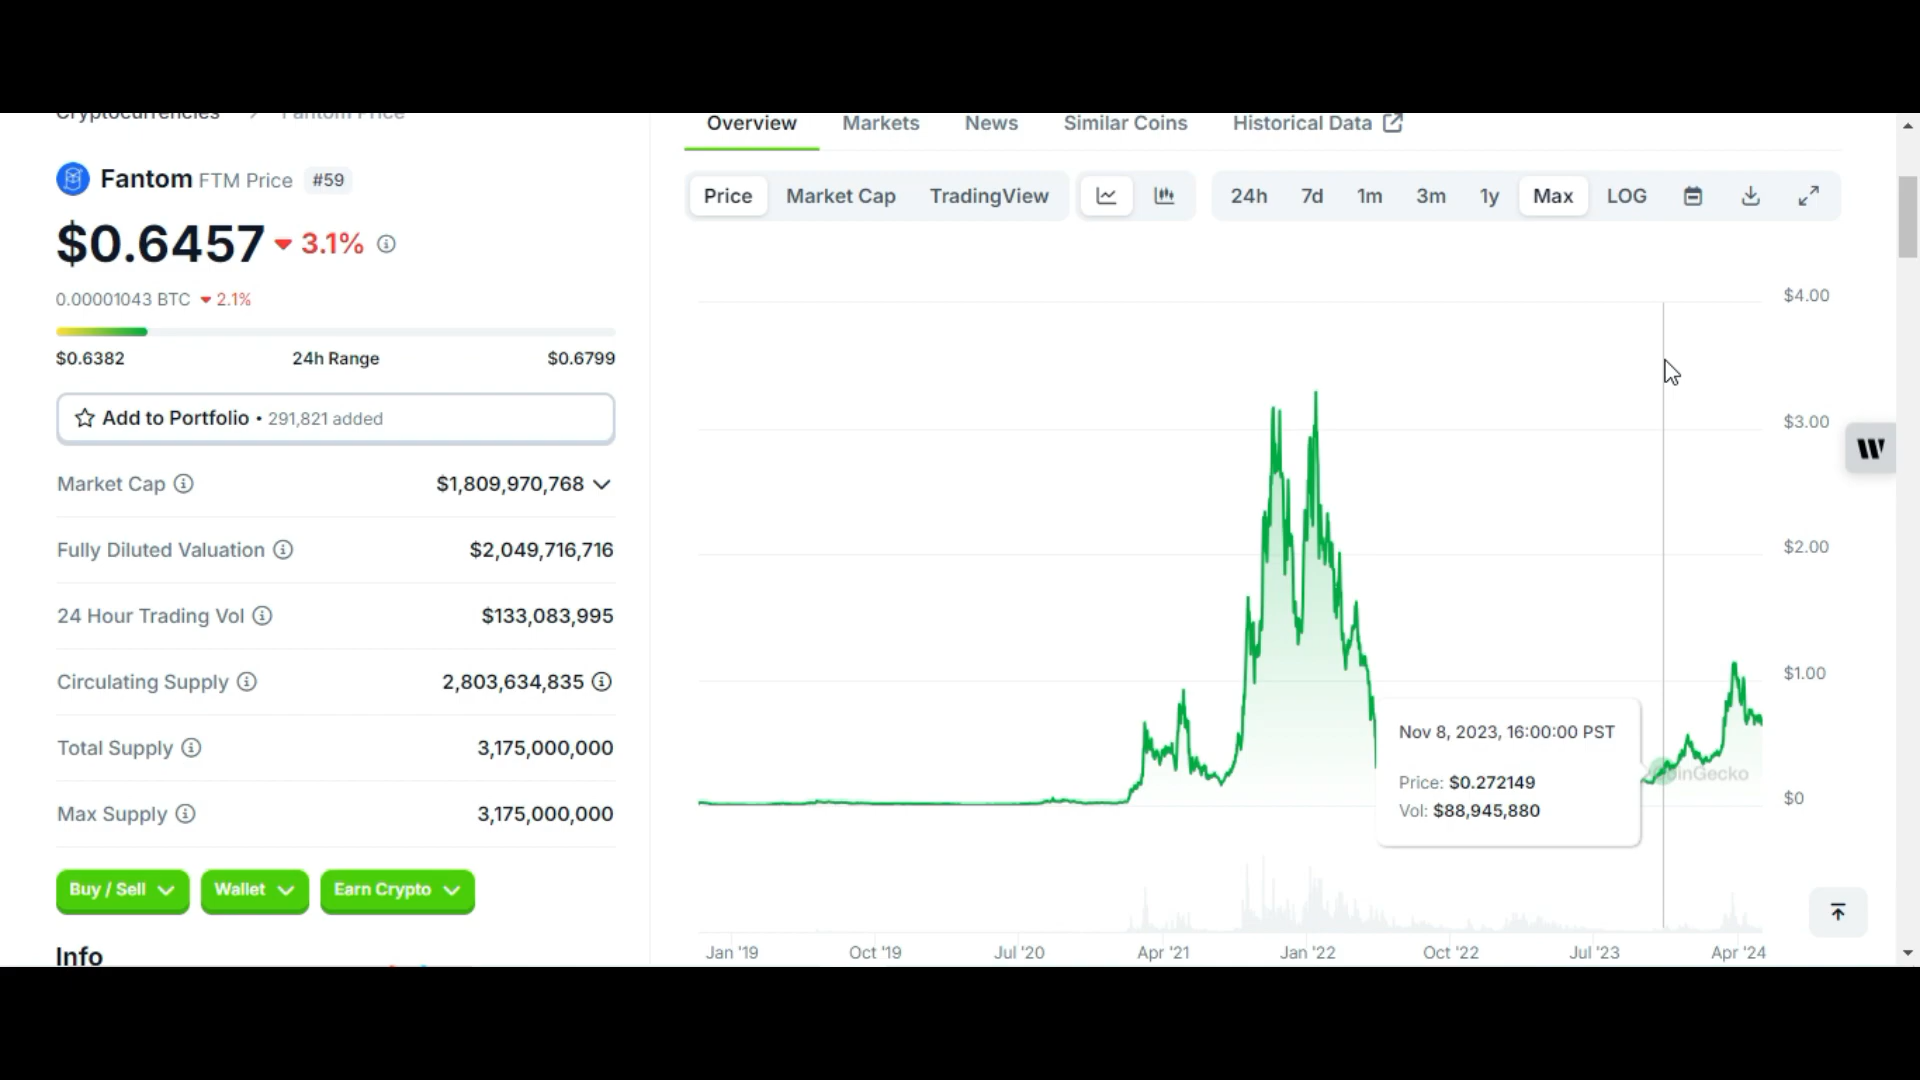 Cryptocurrencies > Fantom Price
Fantom FTM Price #59
$0.6457 3.1%
0.00001043 BTC 2.1%
$0.6382 24h Range $0.6799
Add to Portfolio • 291,821 added
Market Cap $1,809,970,768
Fully Diluted Valuation $2,049,716,716
24 Hour Trading Vol $133,083,995
Circulating Supply 2,803,634,835
Total Supply 3,175,000,000
Max Supply 3,175,000,000
Buy / Sell Wallet Earn Crypto
Info
Overview Markets News Similar Coins Historical Data
Price Market Cap TradingView 24h 7d 1m 3m 1y Max LOG
$4.00
$3.00
$2.00
$1.00
$0
Nov 8, 2023, 16:00:00 PST
Price: $0.272149
Vol: $88,945,880
inGecko
W
Jan '19 Oct '19 Jul '20 Apr '21 Jan '22 Oct '22 Jul '23 Apr '24